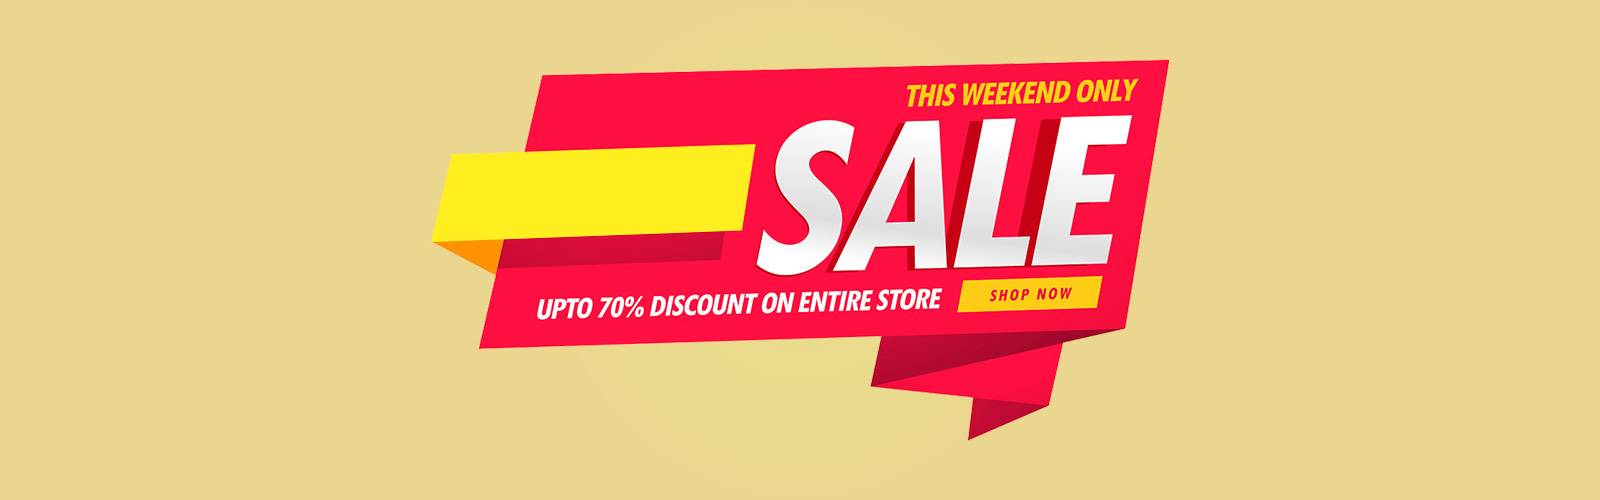 THIS WEEKEND ONLY
SALE
UPTO 70% DISCOUNT ON ENTIRE STORE
SHOP NOW